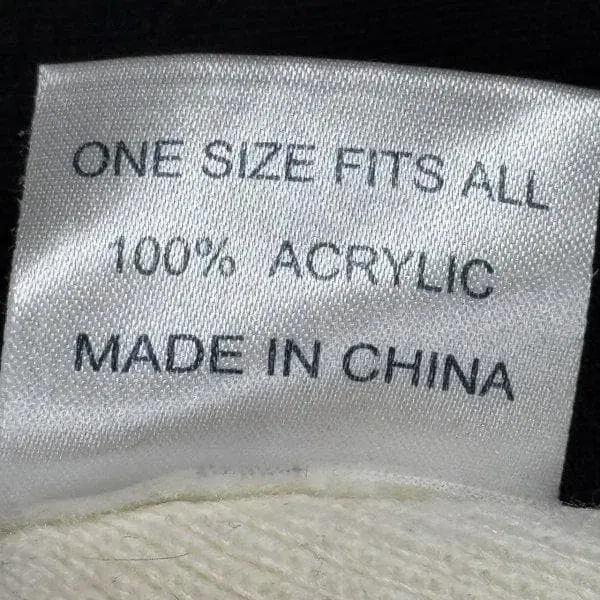 ONE SIZE FITS ALL
100% ACRYLIC
MADE IN CHINA